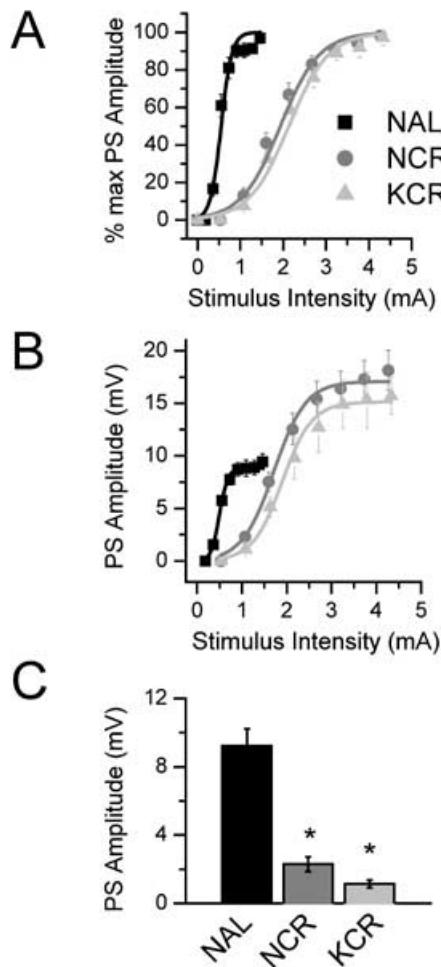 A
% max PS Amplitude
100
80
60
40
20
0
NAL
NCR
KCR
0 1 2 3 4 5
Stimulus Intensity (mA)
B
PS Amplitude (mV)
20
15
10
5
0
0 1 2 3 4 5
Stimulus Intensity (mA)
C
PS Amplitude (mV)
12
8
4
0
* *
NAL NCR KCR